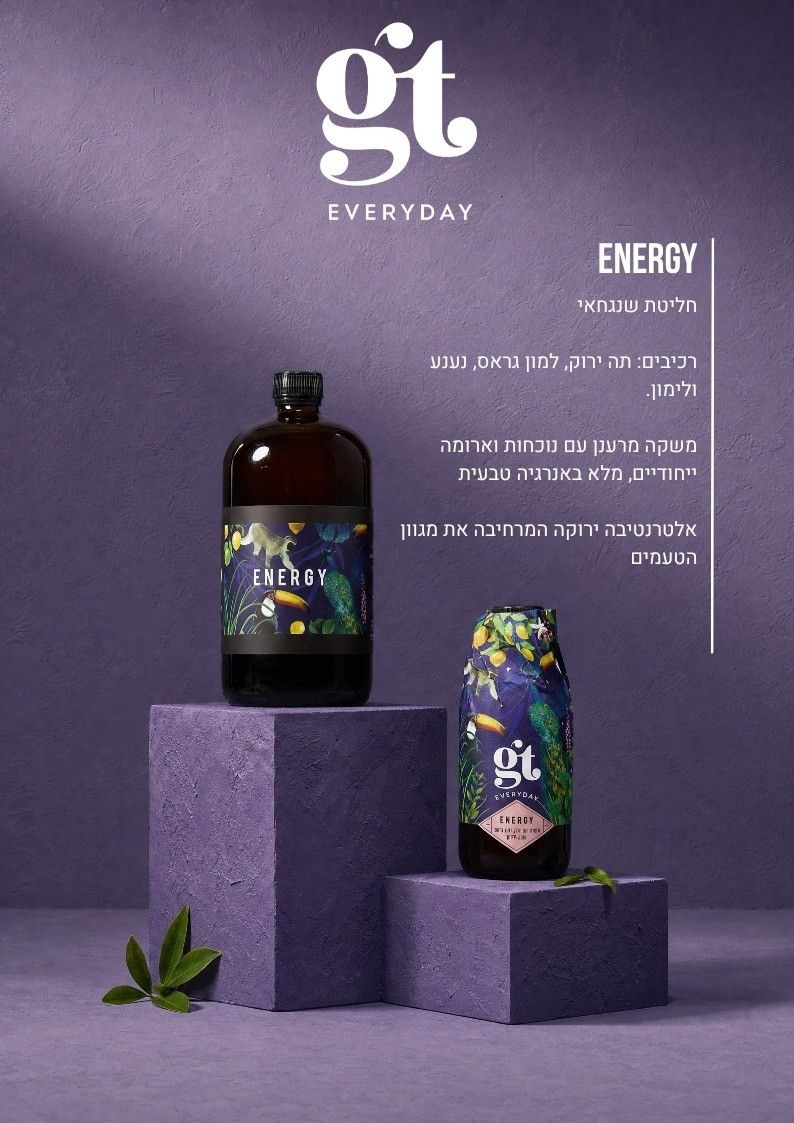 gt
EVERYDAY
ENERGY
חליטת שנגחאי
רכיבים: תה ירוק, למון גראס, נענע
ולימון.
משקה מרענן עם נוכחות וארומה
ייחודיים, מלא באנרגיה טבעית
אלטרנטיבה ירוקה המרחיבה את מגוון
הטעמים
ENERGY
gt
EVERYDAY
ENERGY